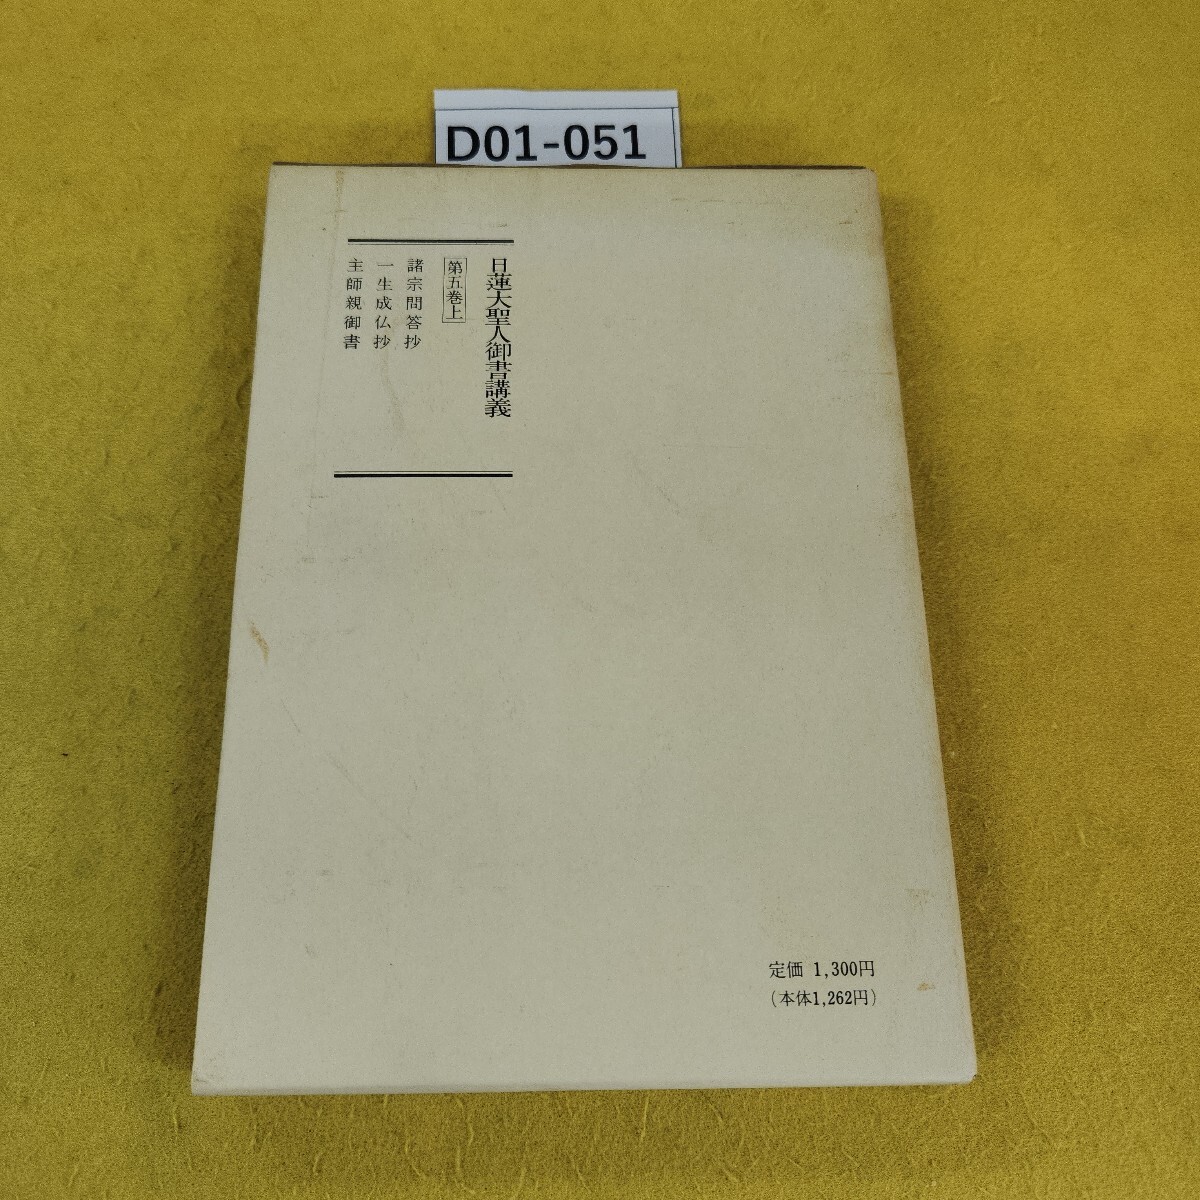 D01-051
日蓮大聖人御書講義
第五巻上
諸宗問答抄
一生成仏抄
主師親御書
定価 1,300円
(本体1,262円)